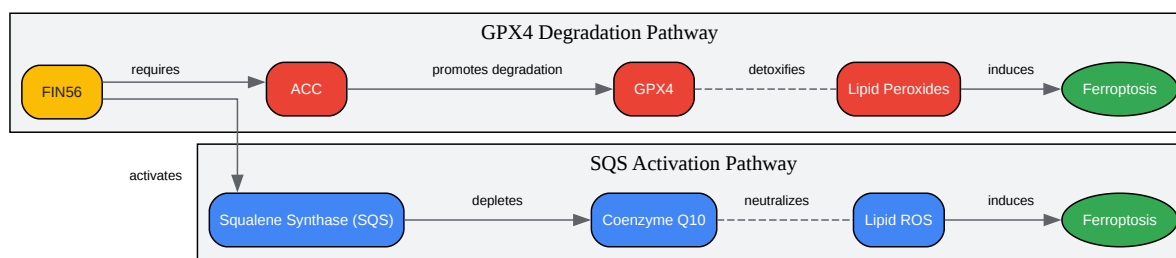 GPX4 Degradation Pathway
FIN56
requires
ACC
promotes degradation
GPX4
detoxifies
Lipid Peroxides
induces
Ferroptosis
SQS Activation Pathway
activates
Squalene Synthase (SQS)
depletes
Coenzyme Q10
neutralizes
Lipid ROS
induces
Ferroptosis